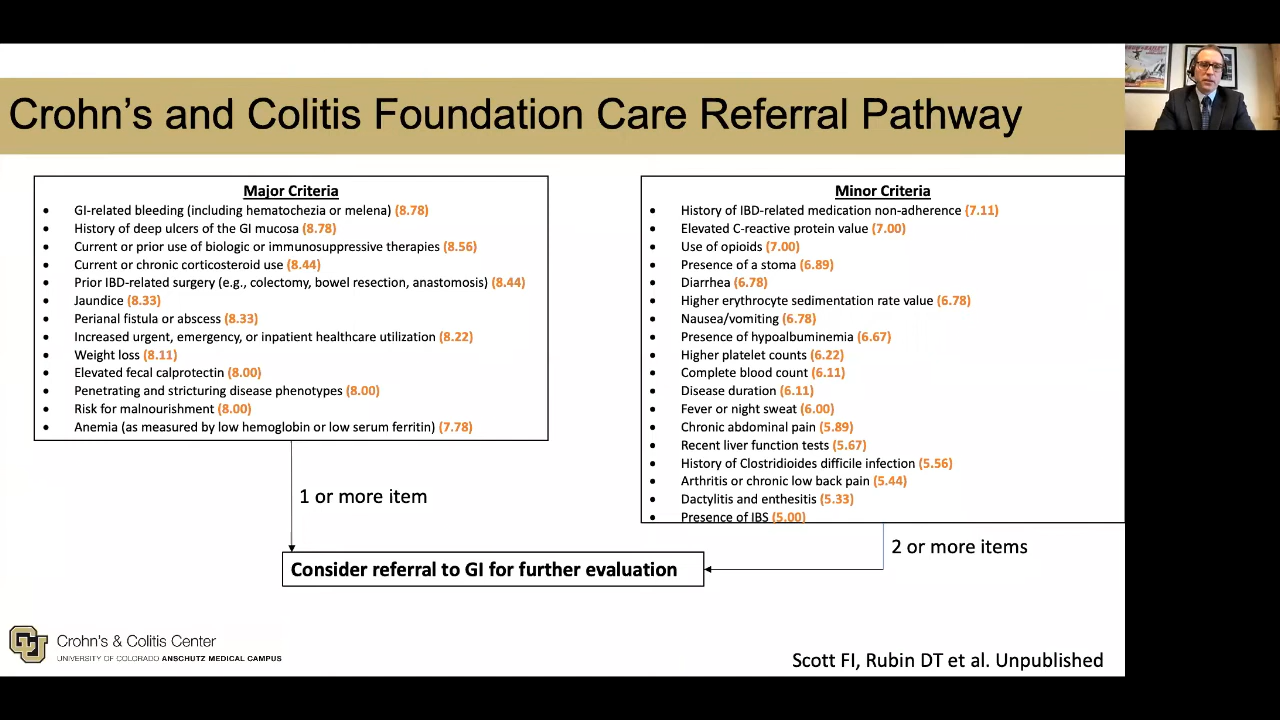 Crohn's and Colitis Foundation Care Referral Pathway
Major Criteria
• GI-related bleeding (including hematochezia or melena) (8.78)
• History of deep ulcers of the GI mucosa (8.78)
• Current or prior use of biologic or immunosuppressive therapies (8.56)
• Current or chronic corticosteroid use (8.44)
• Prior IBD-related surgery (e.g., colectomy, bowel resection, anastomosis) (8.44)
• Jaundice (8.33)
• Perianal fistula or abscess (8.33)
• Increased urgent, emergency, or inpatient healthcare utilization (8.22)
• Weight loss (8.11)
• Elevated fecal calprotectin (8.00)
• Penetrating and stricturing disease phenotypes (8.00)
• Risk for malnourishment (8.00)
• Anemia (as measured by low hemoglobin or low serum ferritin) (7.78)
Minor Criteria
• History of IBD-related medication non-adherence (7.11)
• Elevated C-reactive protein value (7.00)
• Use of opioids (7.00)
• Presence of a stoma (6.89)
• Diarrhea (6.78)
• Higher erythrocyte sedimentation rate value (6.78)
• Nausea/vomiting (6.78)
• Presence of hypoalbuminemia (6.67)
• Higher platelet counts (6.22)
• Complete blood count (6.11)
• Disease duration (6.11)
• Fever or night sweat (6.00)
• Chronic abdominal pain (5.89)
• Recent liver function tests (5.67)
• History of Clostridioides difficile infection (5.56)
• Arthritis or chronic low back pain (5.44)
• Dactylitis and enthesitis (5.33)
• Presence of IBS (5.00)
1 or more item
2 or more items
Consider referral to GI for further evaluation
CU
Crohn's & Colitis Center
UNIVERSITY OF COLORADO ANSCHUTZ MEDICAL CAMPUS
Scott FI, Rubin DT et al. Unpublished